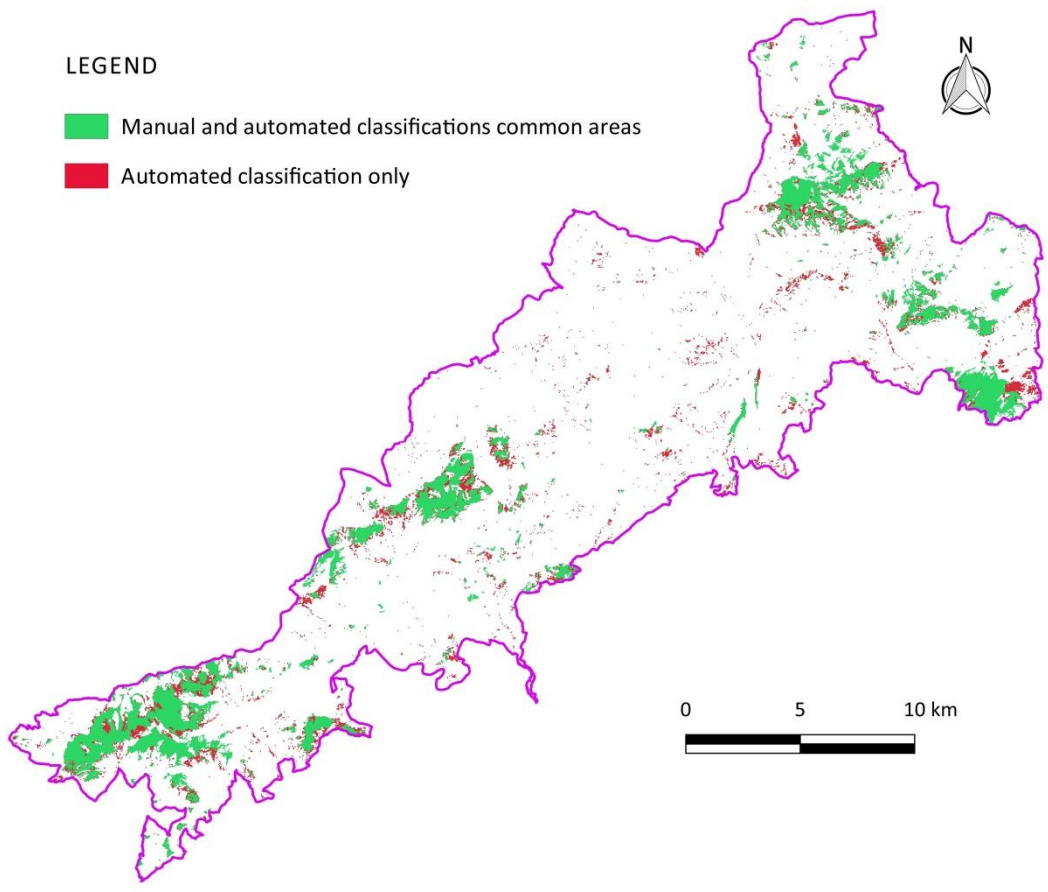 LEGEND
Manual and automated classifications common areas
Automated classification only
N
0 5 10 km